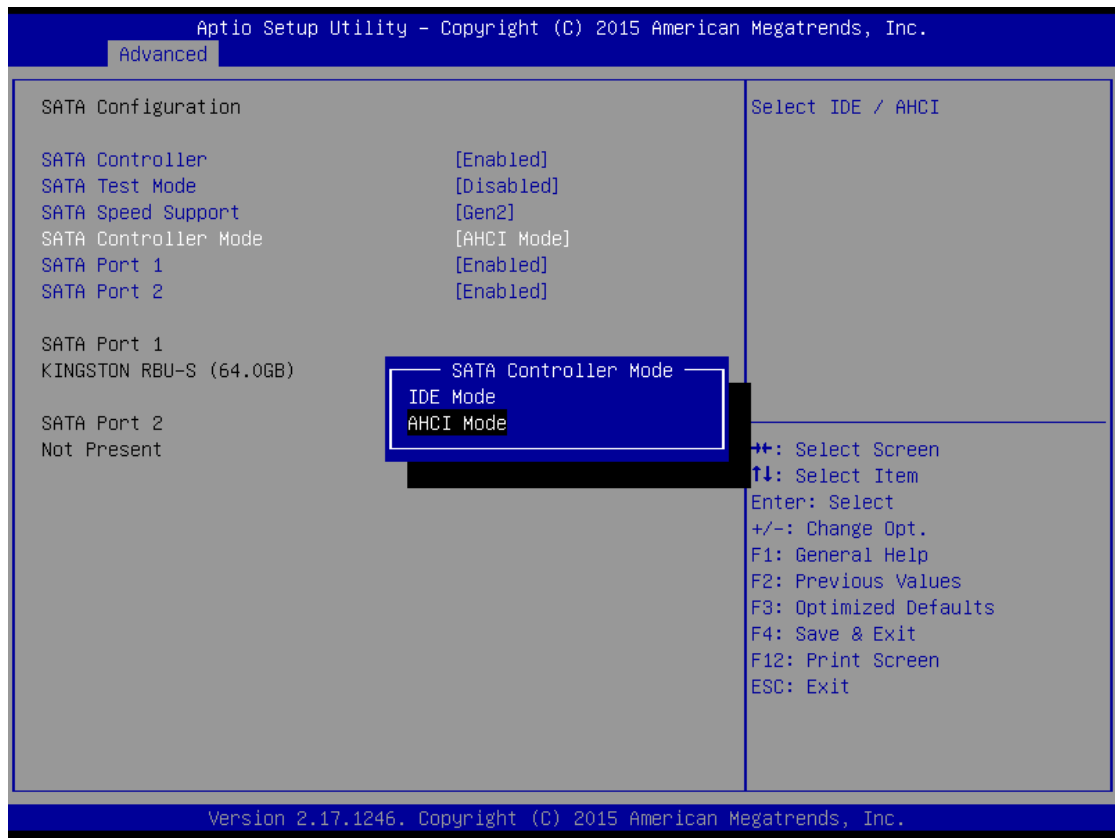 Aptio Setup Utility – Copyright (C) 2015 American Megatrends, Inc.
Advanced
SATA Configuration
SATA Controller [Enabled]
SATA Test Mode [Disabled]
SATA Speed Support [Gen2]
SATA Controller Mode [AHCI Mode]
SATA Port 1 [Enabled]
SATA Port 2 [Enabled]
SATA Port 1
KINGSTON RBU-S (64.0GB)
SATA Port 2
Not Present
SATA Controller Mode
IDE Mode
AHCI Mode
Select IDE / AHCI
→←: Select Screen
↑↓: Select Item
Enter: Select
+/-: Change Opt.
F1: General Help
F2: Previous Values
F3: Optimized Defaults
F4: Save & Exit
F12: Print Screen
ESC: Exit
Version 2.17.1246. Copyright (C) 2015 American Megatrends, Inc.